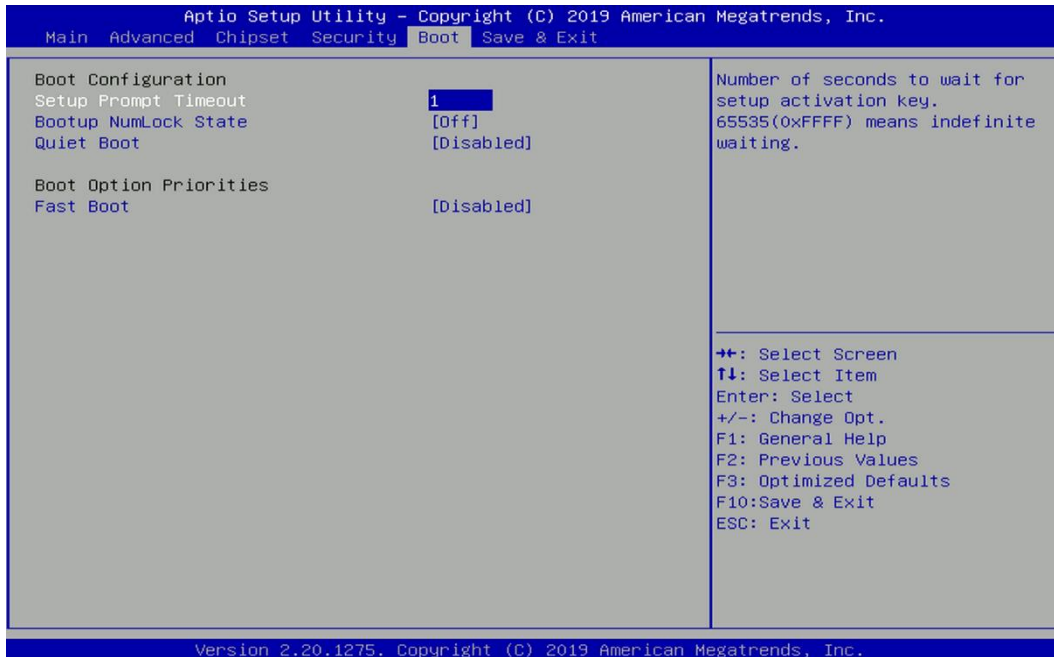 Aptio Setup Utility – Copyright (C) 2019 American Megatrends, Inc.
Main Advanced Chipset Security Boot Save & Exit
Boot Configuration
Setup Prompt Timeout 1
Bootup NumLock State [Off]
Quiet Boot [Disabled]
Boot Option Priorities
Fast Boot [Disabled]
Number of seconds to wait for
setup activation key.
65535(0xFFFF) means indefinite
waiting.
→←: Select Screen
↑↓: Select Item
Enter: Select
+/-: Change Opt.
F1: General Help
F2: Previous Values
F3: Optimized Defaults
F10:Save & Exit
ESC: Exit
Version 2.20.1275. Copyright (C) 2019 American Megatrends, Inc.